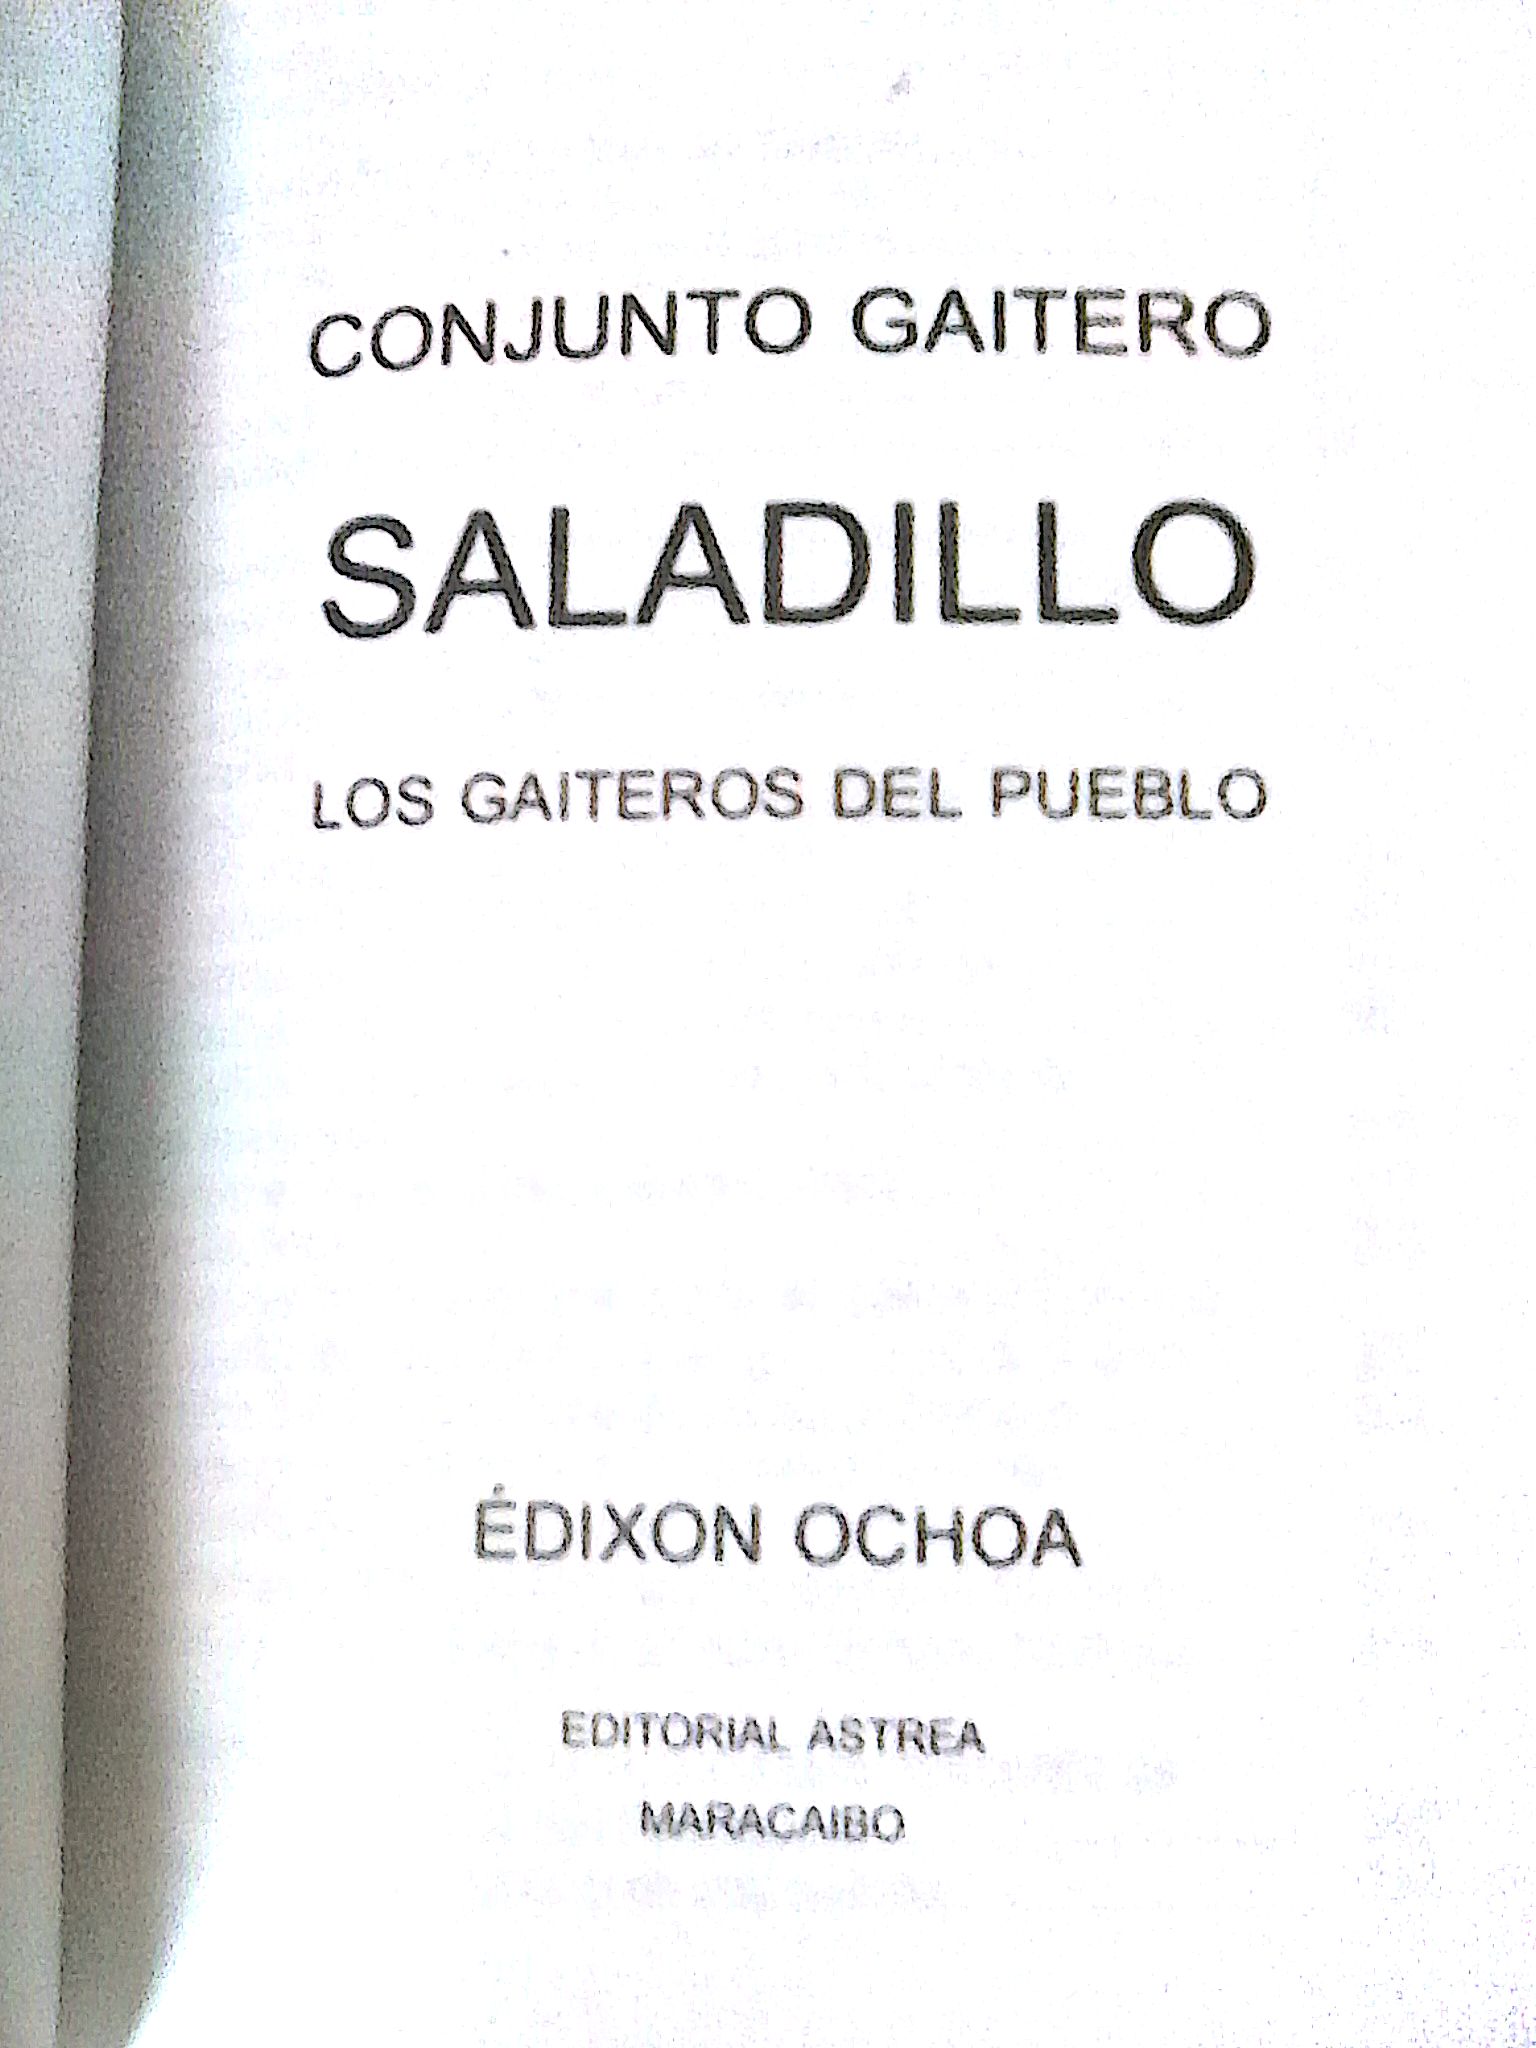 CONJUNTO GAITERO
SALADILLO
LOS GAITEROS DEL PUEBLO
ÉDIXON OCHOA
EDITORIAL ASTREA
MARACAIBO